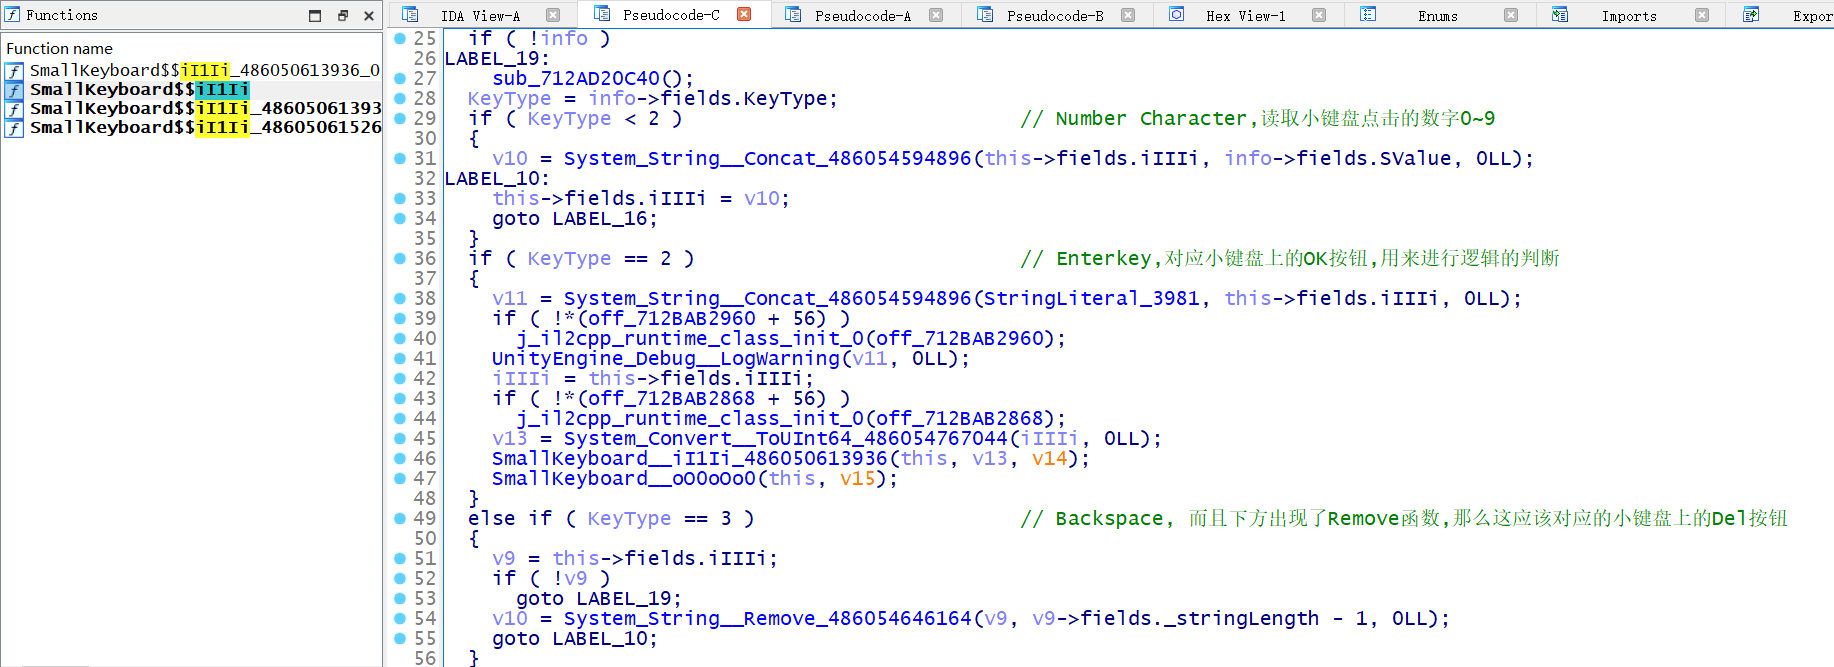 Functions
IDA View-A
Pseudocode-C
Pseudocode-A
Pseudocode-B
Hex View-1
Enums
Imports
Expor
Function name
SmallKeyboard$$iI1Ii_486050613936_0
SmallKeyboard$$iI1Ii
SmallKeyboard$$iI1Ii_48605061393
SmallKeyboard$$iI1Ii_48605061526
25 if ( !info )
26 LABEL_19:
27 sub_712AD20C40();
28 KeyType = info->fields.KeyType;
29 if ( KeyType < 2 ) // Number Character,读取小键盘点击的数字0~9
30 {
31 v10 = System_String__Concat_486054594896(this->fields.iIIIi, info->fields.SValue, 0LL);
32 LABEL_10:
33 this->fields.iIIIi = v10;
34 goto LABEL_16;
35 }
36 if ( KeyType == 2 ) // Enterkey,对应小键盘上的OK按钮,用来进行逻辑的判断
37 {
38 v11 = System_String__Concat_486054594896(StringLiteral_3981, this->fields.iIIIi, 0LL);
39 if ( !*(off_712BAB2960 + 56) )
40 j_il2cpp_runtime_class_init_0(off_712BAB2960);
41 UnityEngine_Debug__LogWarning(v11, 0LL);
42 iIIIi = this->fields.iIIIi;
43 if ( !*(off_712BAB2868 + 56) )
44 j_il2cpp_runtime_class_init_0(off_712BAB2868);
45 v13 = System_Convert__ToUInt64_486054767044(iIIIi, 0LL);
46 SmallKeyboard__iI1Ii_486050613936(this, v13, v14);
47 SmallKeyboard__oO0oOo0(this, v15);
48 }
49 else if ( KeyType == 3 ) // Backspace, 而且下方出现了Remove函数,那么这应该对应的小键盘上的Del按钮
50 {
51 v9 = this->fields.iIIIi;
52 if ( !v9 )
53 goto LABEL_19;
54 v10 = System_String__Remove_486054646164(v9, v9->fields._stringLength - 1, 0LL);
55 goto LABEL_10;
56 }